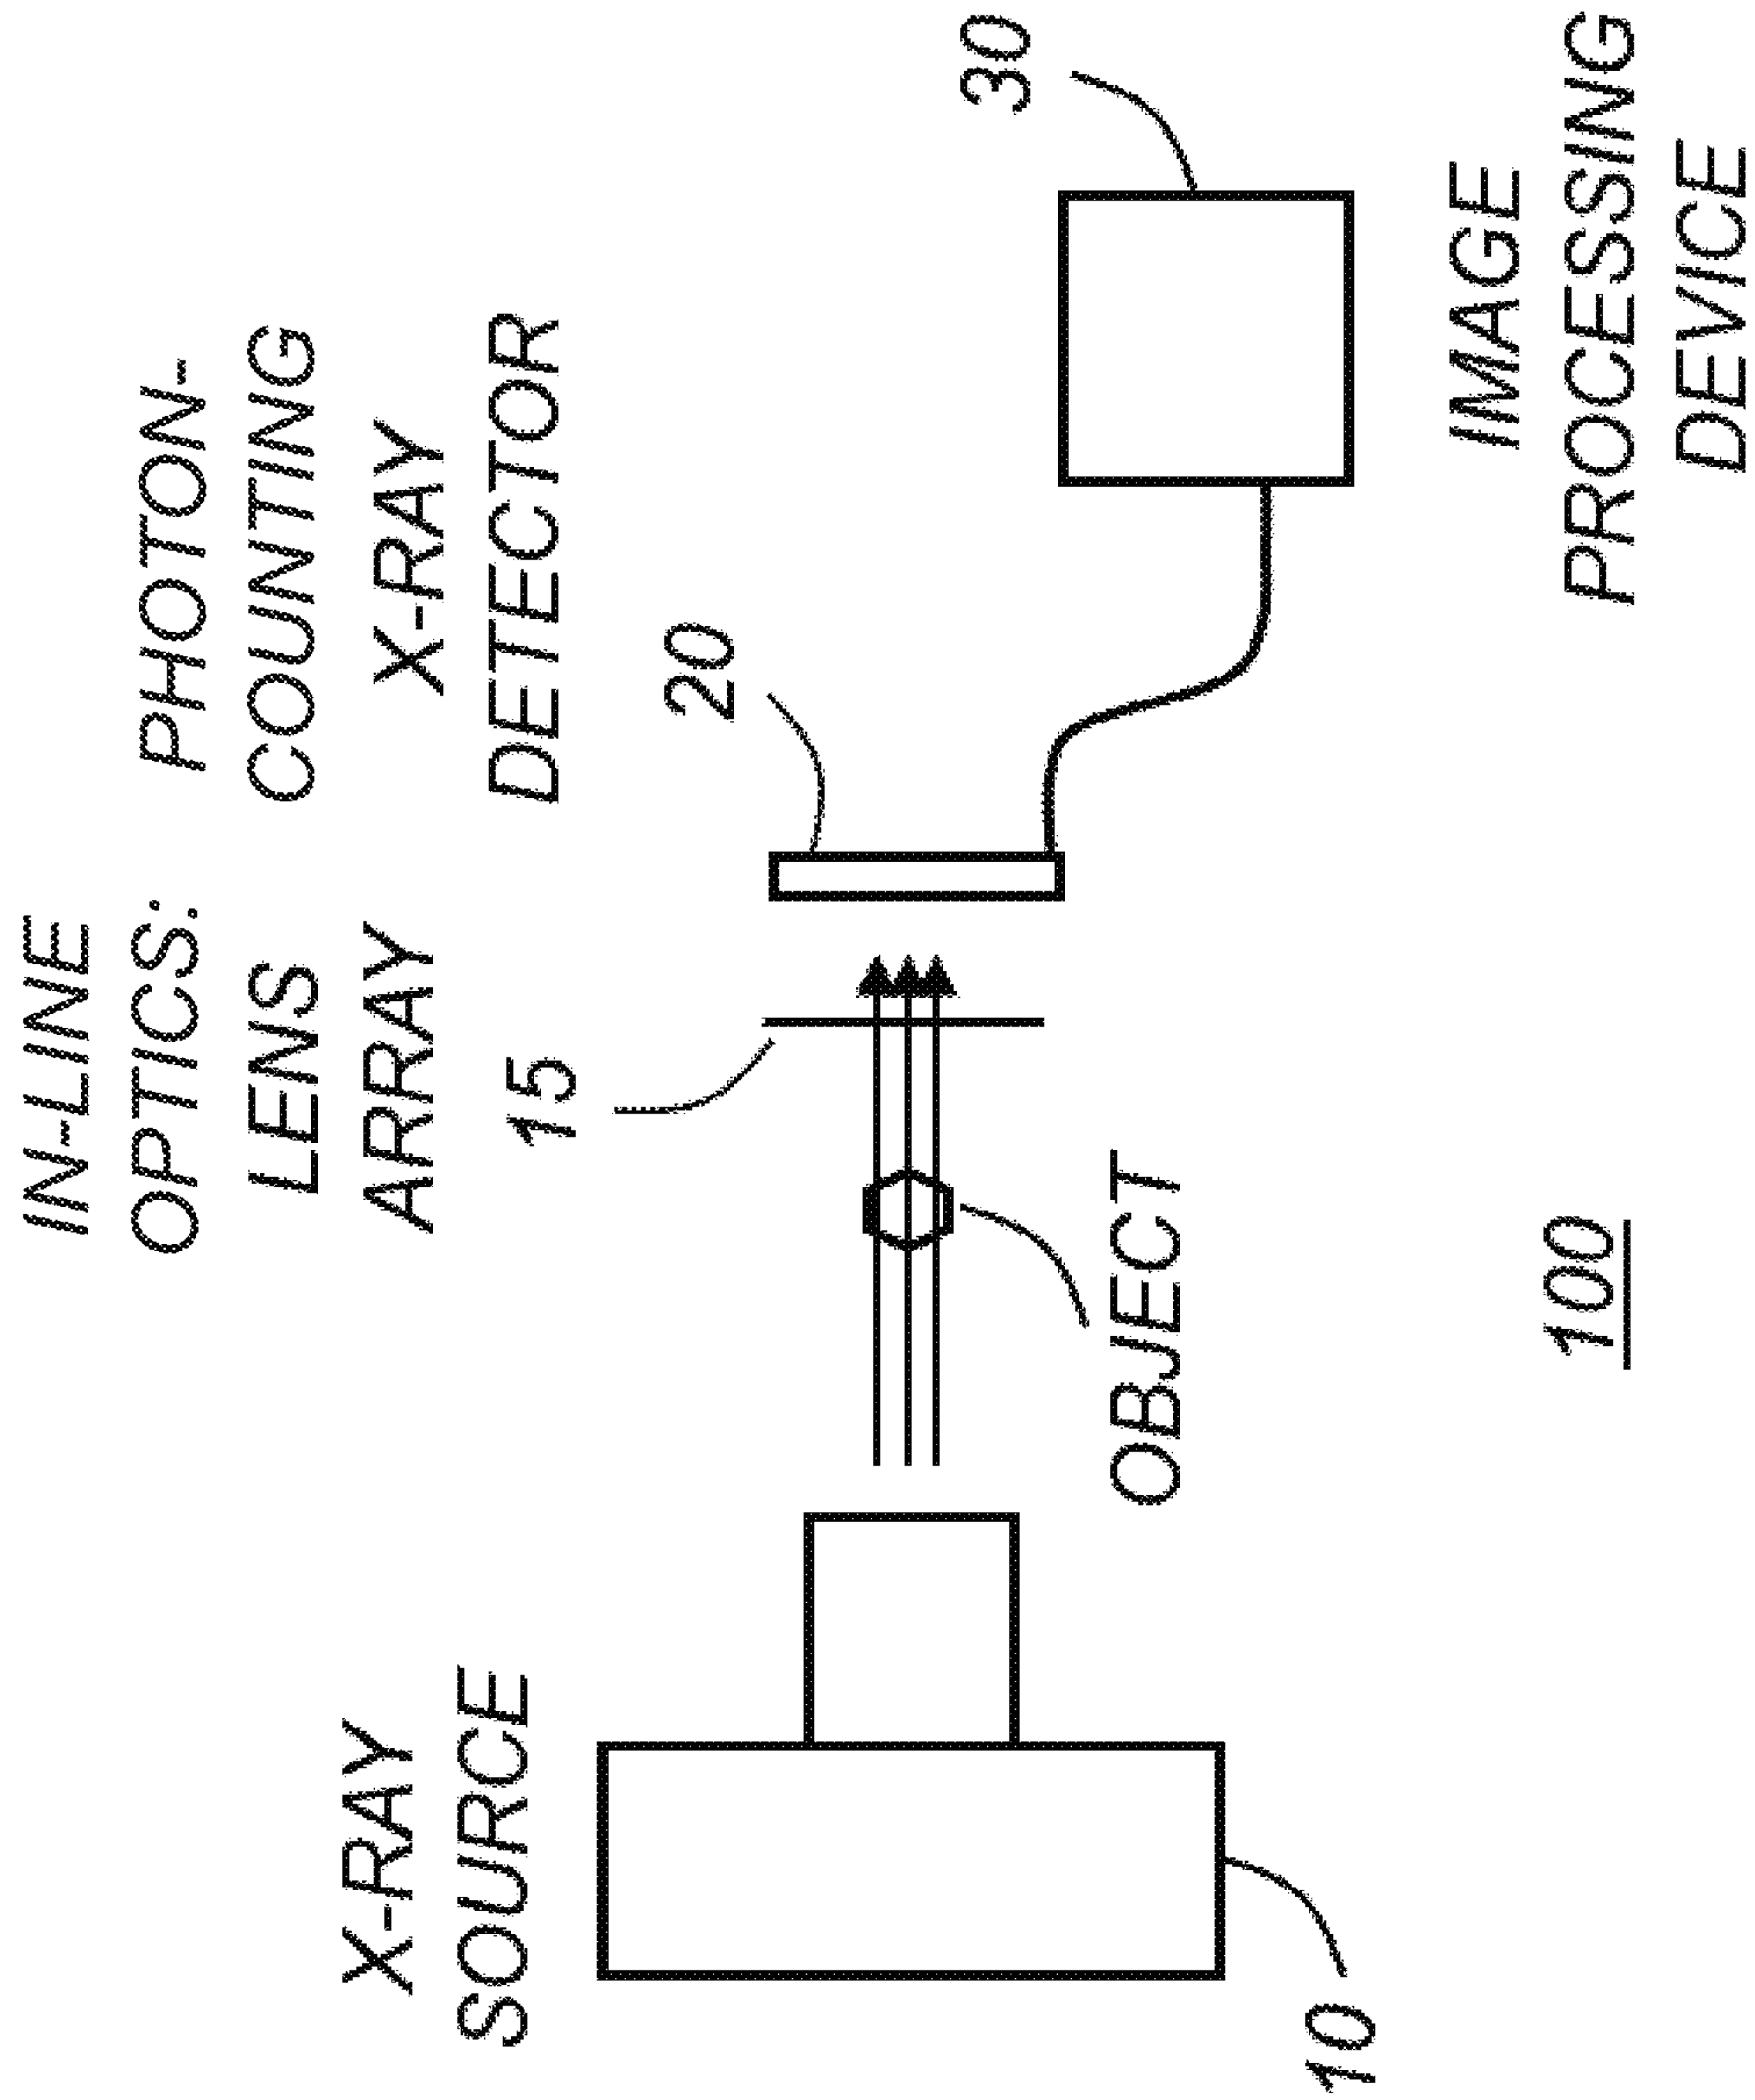 X-RAY
SOURCE
10
IN-LINE
OPTICS:
LENS
ARRAY
15
OBJECT
PHOTON-
COUNTING
X-RAY
DETECTOR
20
30
IMAGE
PROCESSING
DEVICE
100